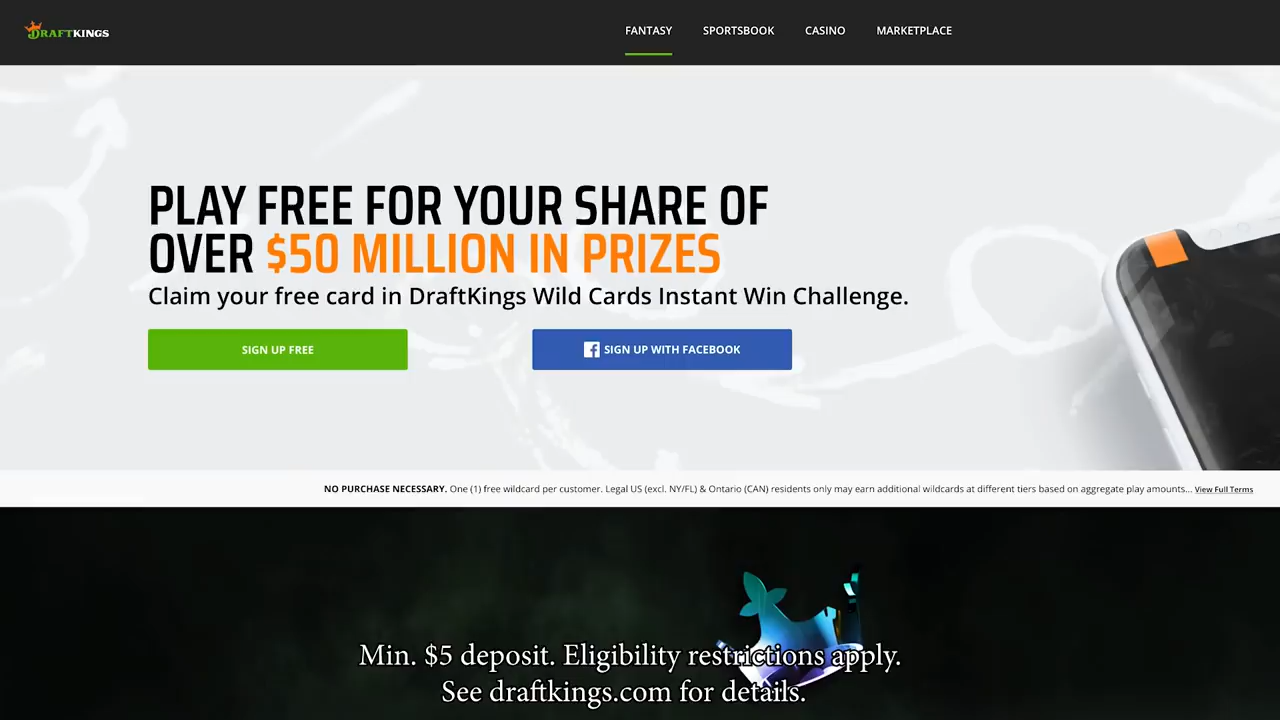 DRAFTKINGS
FANTASY SPORTSBOOK CASINO MARKETPLACE
PLAY FREE FOR YOUR SHARE OF
OVER $50 MILLION IN PRIZES
Claim your free card in DraftKings Wild Cards Instant Win Challenge.
SIGN UP FREE
SIGN UP WITH FACEBOOK
NO PURCHASE NECESSARY. One (1) free wildcard per customer. Legal US (excl. NY/FL) & Ontario (CAN) residents only may earn additional wildcards at different tiers based on aggregate play amounts... View Full Terms
Min. $5 deposit. Eligibility restrictions apply.
See draftkings.com for details.